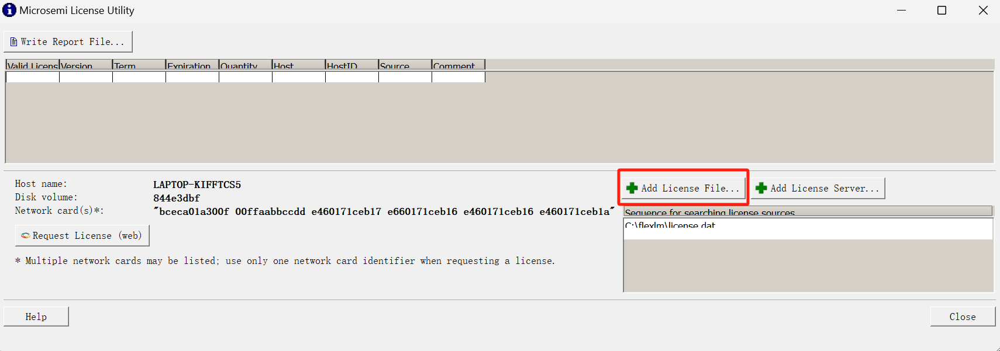 Microsemi License Utility
Write Report File...
Valid Licens Version Term Expiration Quantity Host HostID Source Comment
Host name: LAPTOP-KIFFTCS5
Disk volume: 844e3dbf
Network card(s)*: "bceca01a300f 00ffaabbccdd e460171ceb17 e660171ceb16 e460171ceb16 e460171ceb1a"
Add License File... Add License Server...
Sequence for searching license sources
C:\flexlm\license.dat
Request License (web)
* Multiple network cards may be listed; use only one network card identifier when requesting a license.
Help
Close